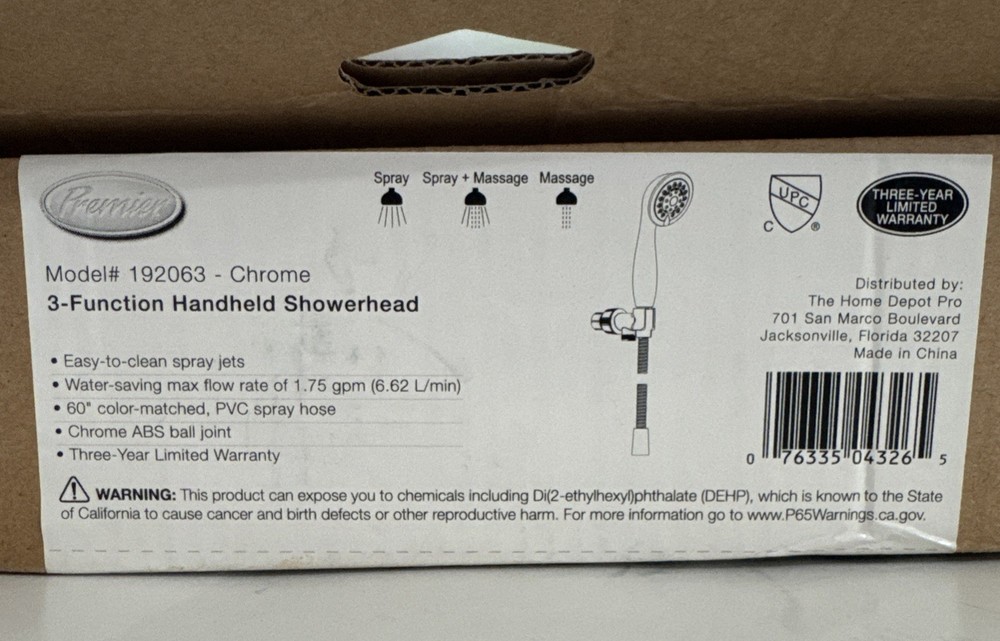 Premier
Spray Spray + Massage Massage
UPC
C ®
THREE-YEAR
LIMITED
WARRANTY
Model# 192063 - Chrome
3-Function Handheld Showerhead
• Easy-to-clean spray jets
• Water-saving max flow rate of 1.75 gpm (6.62 L/min)
• 60" color-matched, PVC spray hose
• Chrome ABS ball joint
• Three-Year Limited Warranty
Distributed by:
The Home Depot Pro
701 San Marco Boulevard
Jacksonville, Florida 32207
Made in China
0 76335 04326 5
WARNING: This product can expose you to chemicals including Di(2-ethylhexyl)phthalate (DEHP), which is known to the State
of California to cause cancer and birth defects or other reproductive harm. For more information go to www.P65Warnings.ca.gov.